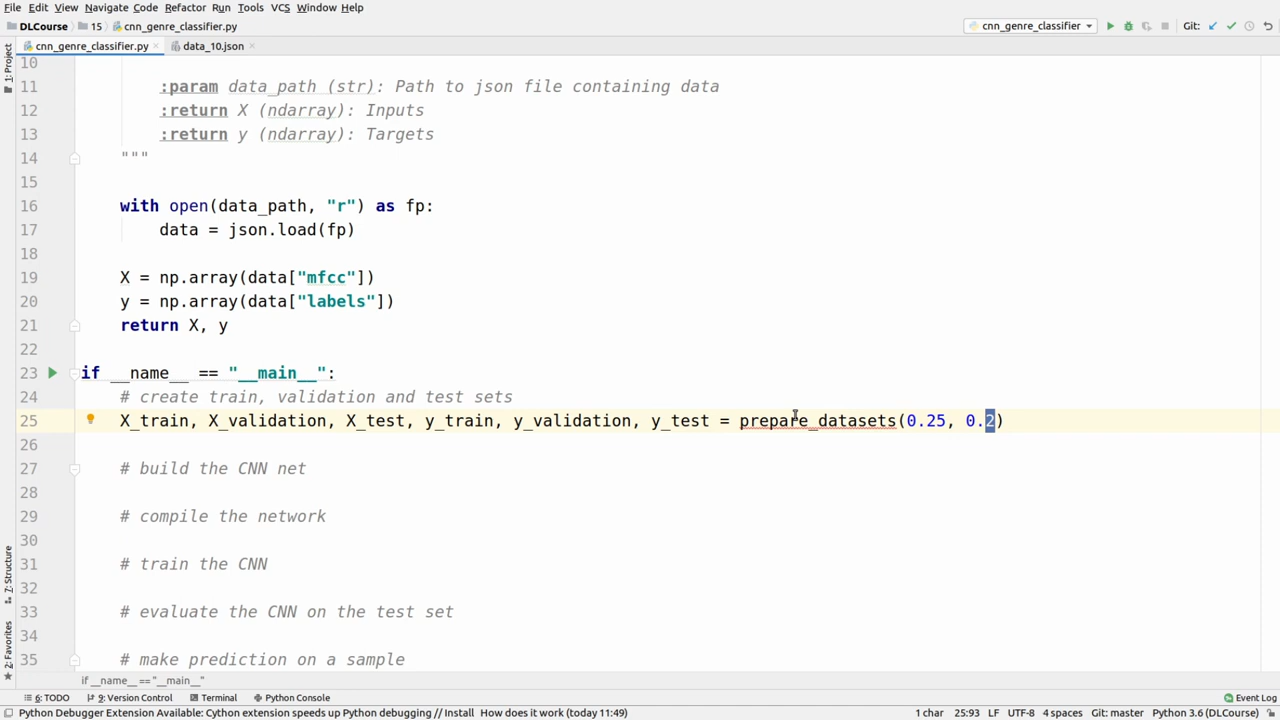 File Edit View Navigate Code Refactor Run Tools VCS Window Help
DLCourse 15 cnn_genre_classifier.py cnn_genre_classifier Git:
cnn_genre_classifier.py data_10.json
1: Project
10
11 :param data_path (str): Path to json file containing data
12 :return X (ndarray): Inputs
13 :return y (ndarray): Targets
14 """
15
16 with open(data_path, "r") as fp:
17 data = json.load(fp)
18
19 X = np.array(data["mfcc"])
20 y = np.array(data["labels"])
21 return X, y
22
23 if __name__ == "__main__":
24 # create train, validation and test sets
25 X_train, X_validation, X_test, y_train, y_validation, y_test = prepare_datasets(0.25, 0.2)
26
27 # build the CNN net
28
29 # compile the network
30
31 # train the CNN
32
33 # evaluate the CNN on the test set
34
35 # make prediction on a sample
7: Structure
2: Favorites
if __name__ == "__main__"
6: TODO 9: Version Control Terminal Python Console Event Log
Python Debugger Extension Available: Cython extension speeds up Python debugging // Install How does it work (today 11:49) 1 char 25:93 LF UTF-8 4 spaces Git: master Python 3.6 (DLCourse)